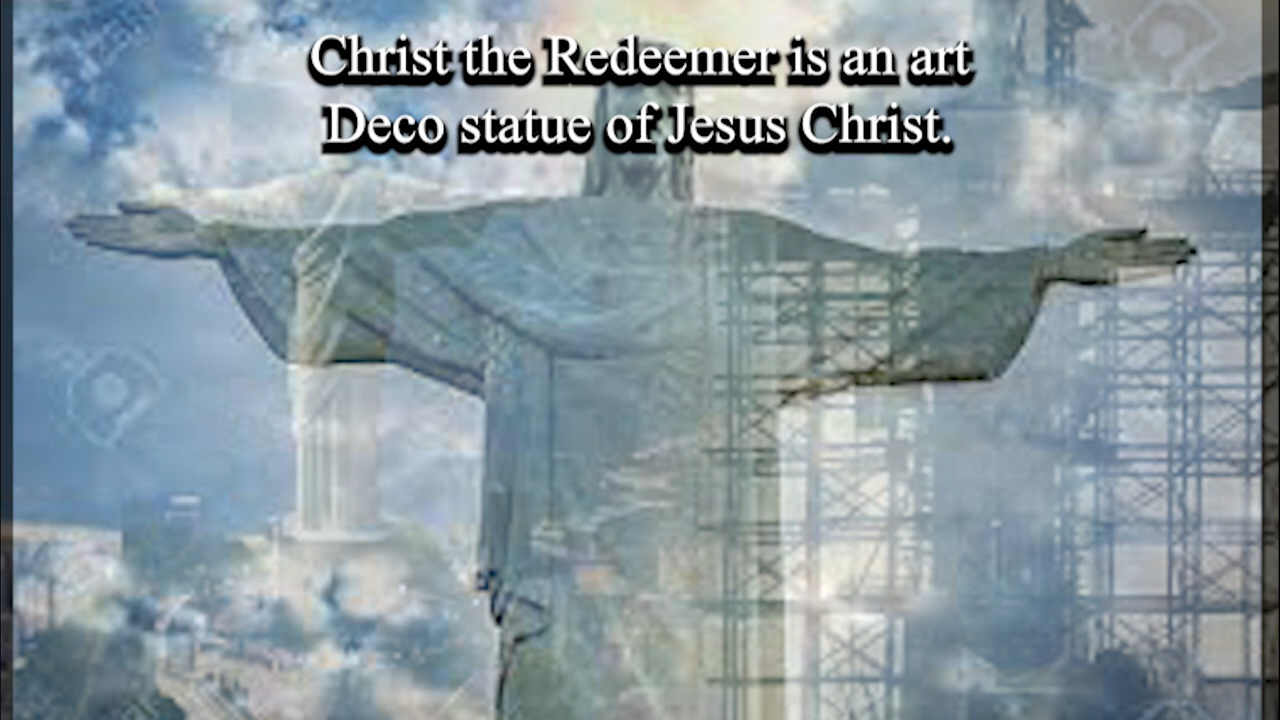 Christ the Redeemer is an art
Deco statue of Jesus Christ.